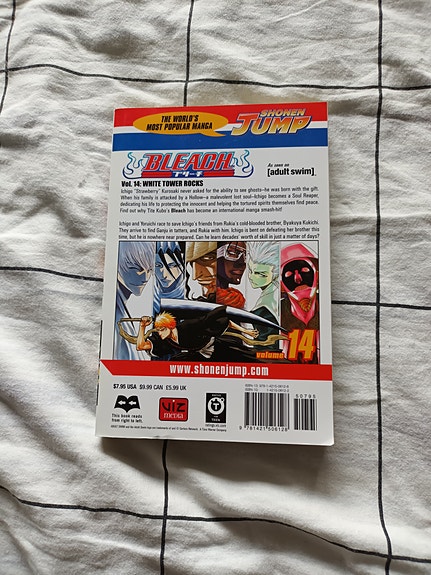 THE WORLD'S
MOST POPULAR MANGA
SHONEN
JUMP
BLEACH
ブリーチ
AS SEEN ON
[adult swim]
Vol. 14: WHITE TOWER ROCKS
Ichigo "Strawberry" Kurosaki never asked for the ability to see ghosts—he was born with the gift.
When his family is attacked by a Hollow—a malevolent lost soul—Ichigo becomes a Soul Reaper,
dedicating his life to protecting the innocent and helping the tortured spirits themselves find peace.
Find out why Tite Kubo's Bleach has become an international manga smash-hit!
Ichigo and Yoruichi race to save Ichigo's friends from Rukia's cold-blooded brother, Byakuya Kukichi.
They arrive to find Ganju in tatters, and Rukia with him. Ichigo is bent on defeating her brother this
time, but he is nowhere near prepared. Can he learn decades' worth of skill in just a matter of days?
volume 14
www.shonenjump.com
$7.95 USA $9.99 CAN £5.99 UK
This book reads
from right to left.
VIZ
MEDIA
T
ratings.viz.com
50795
9 781421 506128